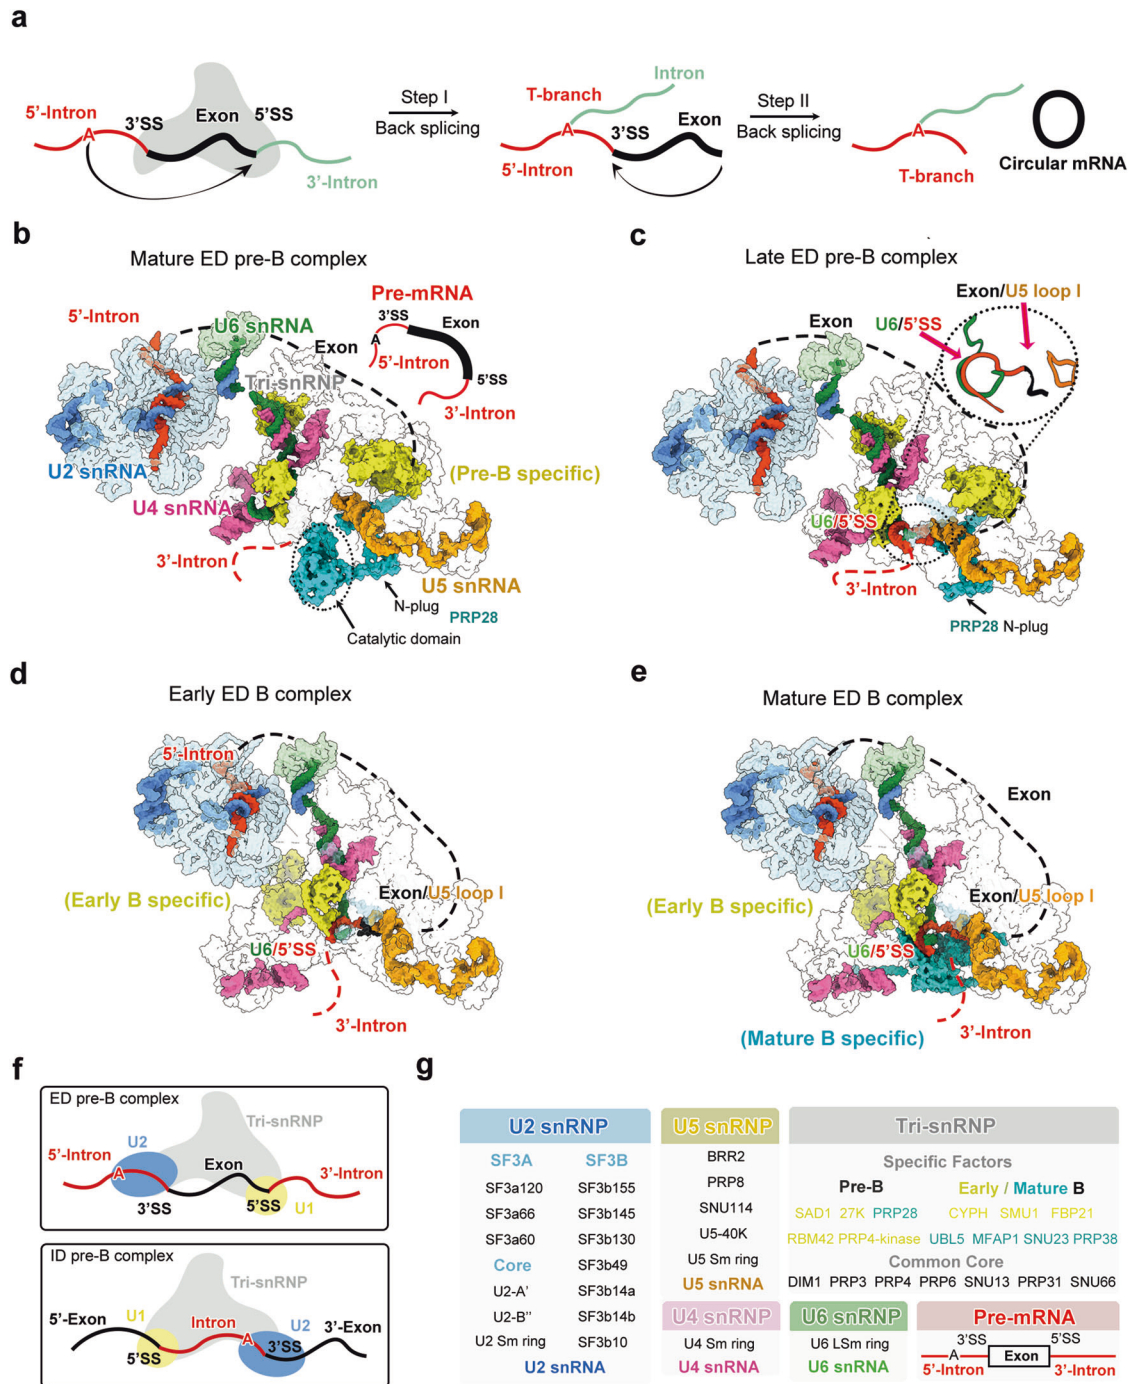 a
5'-Intron
A
3'SS
Exon
5'SS
3'-Intron
Step I
Back splicing
Intron
T-branch
A
3'SS
Exon
5'-Intron
Step II
Back splicing
A
T-branch
Circular mRNA
b
Mature ED pre-B complex
5'-Intron
U6 snRNA
Pre-mRNA
3'SS
Exon
A
5'-Intron
5'SS
3'-Intron
Exon
Tri-snRNP
U2 snRNA
(Pre-B specific)
U4 snRNA
3'-Intron
U5 snRNA
N-plug
PRP28
Catalytic domain
c
Late ED pre-B complex
Exon/U5 loop I
Exon
U6/5'SS
U6/5'SS
3'-Intron
PRP28 N-plug
d
Early ED B complex
5'-Intron
(Early B specific)
Exon/U5 loop I
U6/5'SS
3'-Intron
e
Mature ED B complex
Exon
(Early B specific)
Exon/U5 loop I
U6/5'SS
3'-Intron
(Mature B specific)
f
ED pre-B complex
Tri-snRNP
U2
5'-Intron
A
Exon
3'-Intron
3'SS
5'SS
U1
ID pre-B complex
Tri-snRNP
5'-Exon
U1
Intron
A
U2
3'-Exon
5'SS
3'SS
g
U2 snRNP
SF3A SF3B
SF3a120 SF3b155
SF3a66 SF3b145
SF3a60 SF3b130
Core SF3b49
U2-A' SF3b14a
U2-B'' SF3b14b
U2 Sm ring SF3b10
U2 snRNA
U5 snRNP
BRR2
PRP8
SNU114
U5-40K
U5 Sm ring
U5 snRNA
Tri-snRNP
Specific Factors
Pre-B Early / Mature B
SAD1 27K PRP28 CYPH SMU1 FBP21
RBM42 PRP4-kinase UBL5 MFAP1 SNU23 PRP38
Common Core
DIM1 PRP3 PRP4 PRP6 SNU13 PRP31 SNU66
U4 snRNP
U4 Sm ring
U4 snRNA
U6 snRNP
U6 LSm ring
U6 snRNA
Pre-mRNA
3'SS 5'SS
A Exon
5'-Intron 3'-Intron